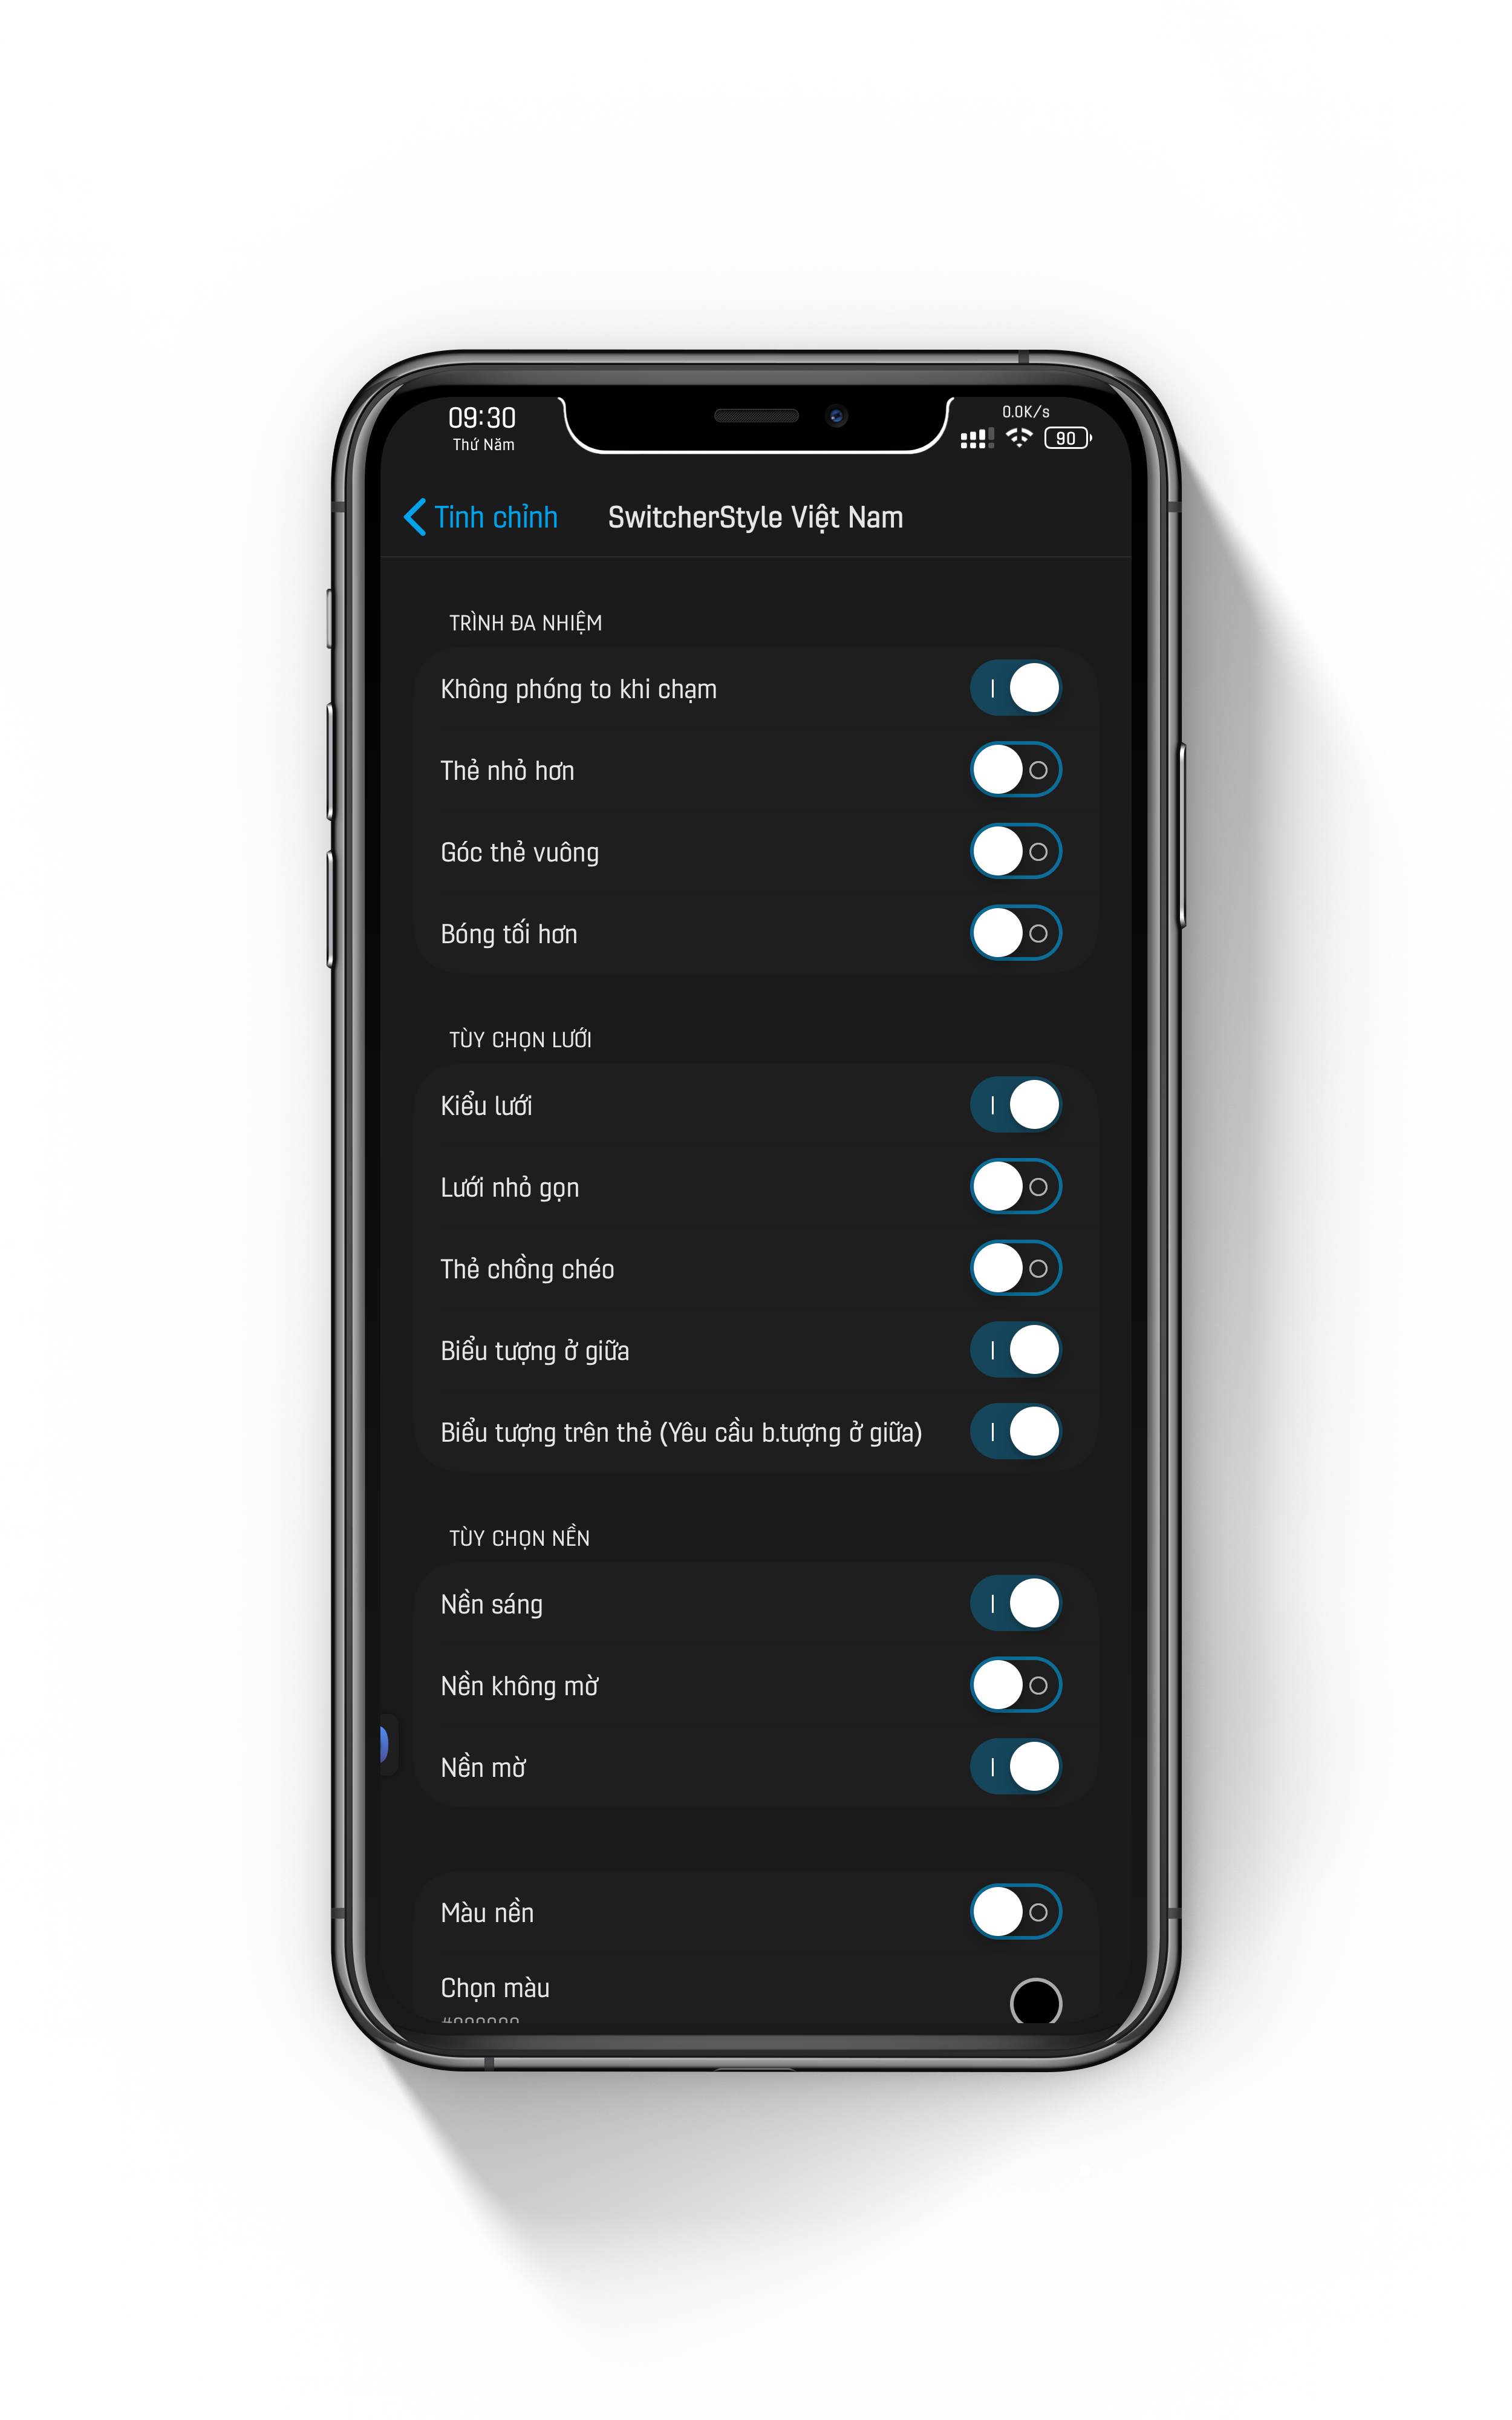 09:30
Thứ Năm
0.0K/s
90
Tinh chỉnh
SwitcherStyle Việt Nam
TRÌNH ĐA NHIỆM
Không phóng to khi chạm
Thẻ nhỏ hơn
Góc thẻ vuông
Bóng tối hơn
TÙY CHỌN LƯỚI
Kiểu lưới
Lưới nhỏ gọn
Thẻ chồng chéo
Biểu tượng ở giữa
Biểu tượng trên thẻ (Yêu cầu b.tượng ở giữa)
TÙY CHỌN NỀN
Nền sáng
Nền không mờ
Nền mờ
Màu nền
Chọn màu